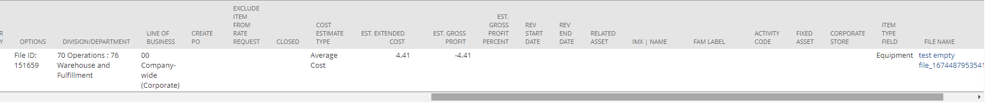 R
Y
OPTIONS
DIVISION/DEPARTMENT
LINE OF
BUSINESS
CREATE
PO
EXCLUDE
ITEM
FROM
RATE
REQUEST
CLOSED
COST
ESTIMATE
TYPE
EST. EXTENDED
COST
EST. GROSS
PROFIT
EST.
GROSS
PROFIT
PERCENT
REV
START
DATE
REV
END
DATE
RELATED
ASSET
IMX | NAME
FAM LABEL
ACTIVITY
CODE
FIXED
ASSET
CORPORATE
STORE
ITEM
TYPE
FIELD
FILE NAME
File ID:
151659
70 Operations : 76
Warehouse and
Fulfillment
00
Company-
wide
(Corporate)
Average
Cost
4.41
-4.41
Equipment
test empty
file_1674487953541